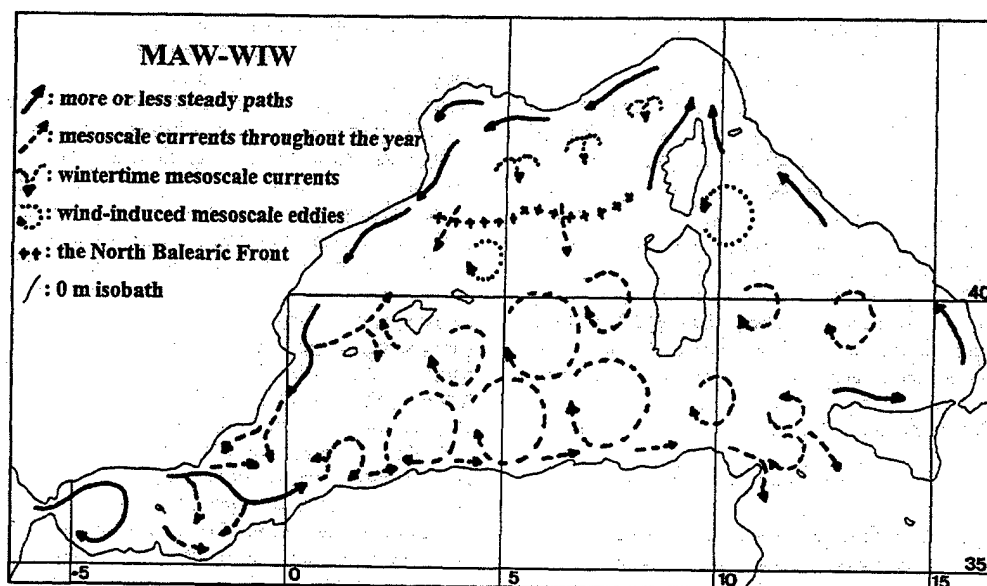 MAW-WIW
: more or less steady paths
: mesoscale currents throughout the year
: wintertime mesoscale currents
: wind-induced mesoscale eddies
: the North Balearic Front
: 0 m isobath
40
35
-5
0
5
10
15